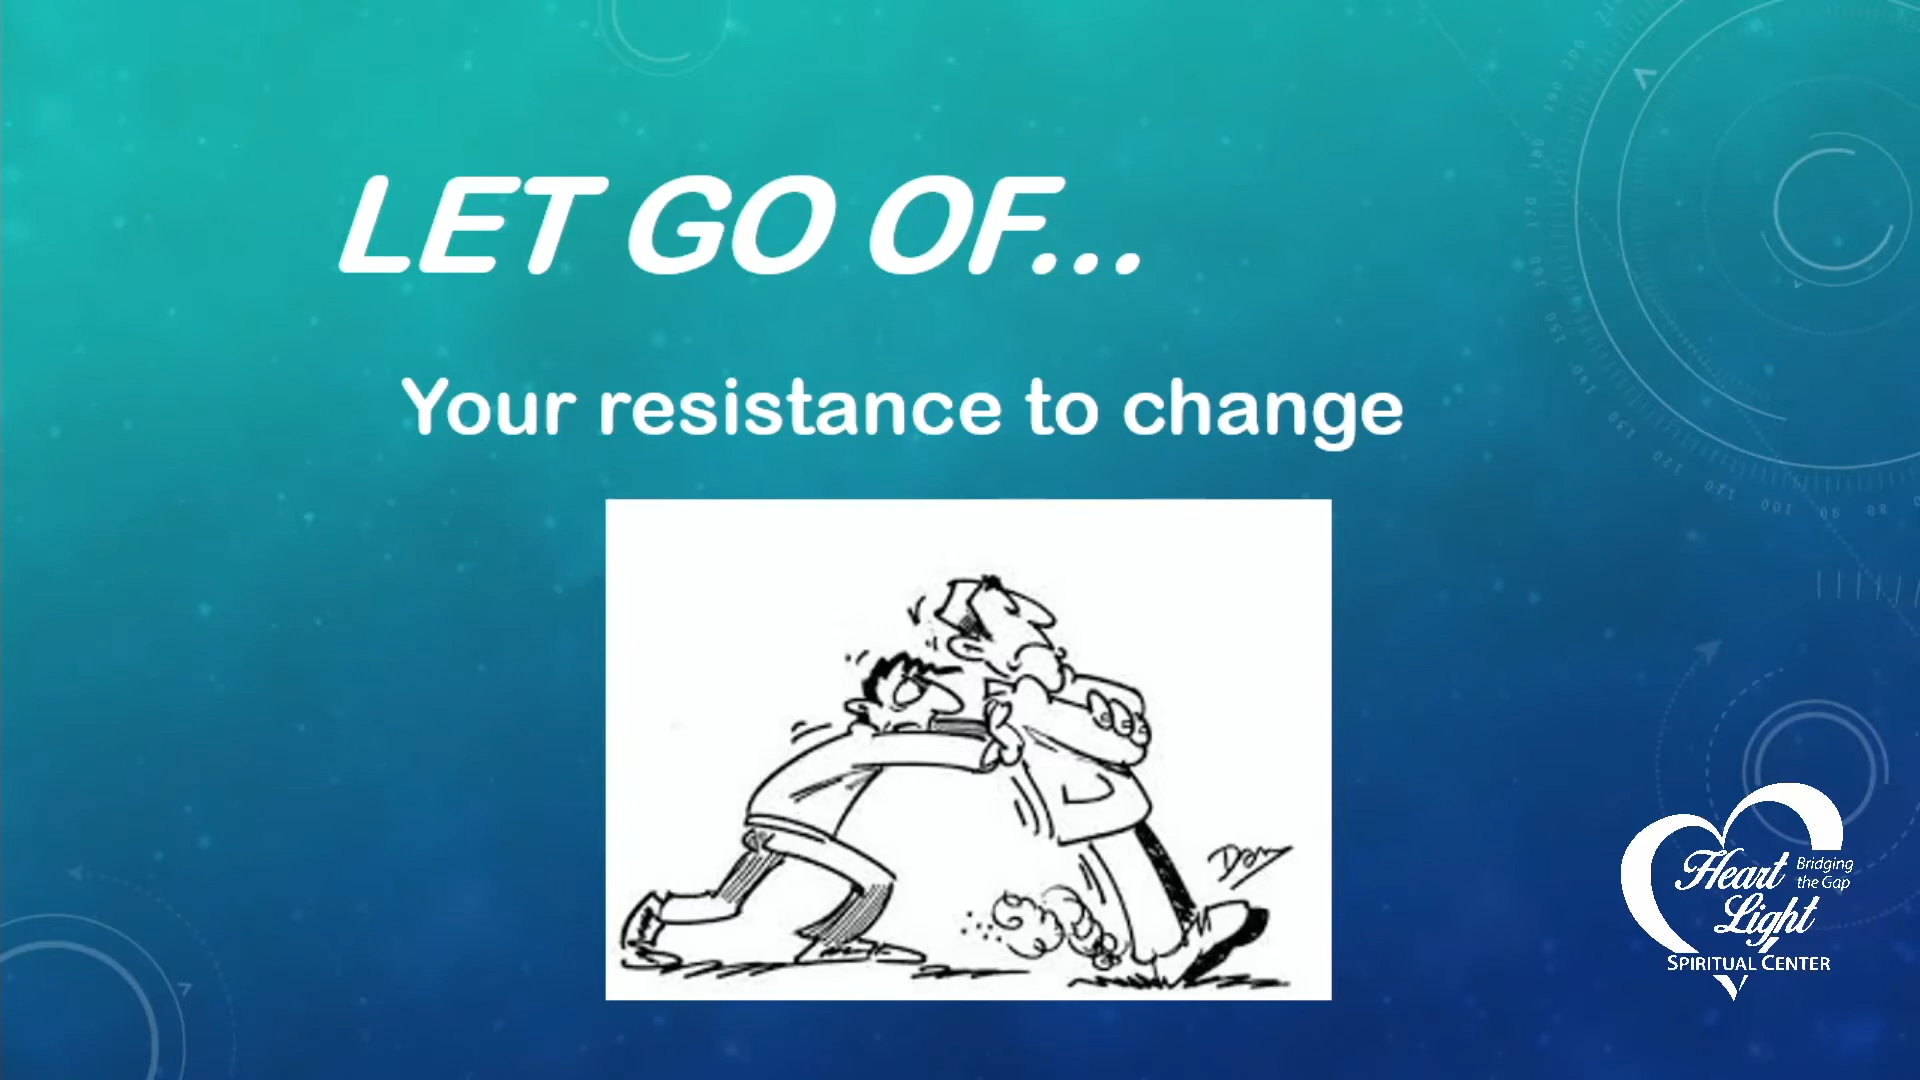 LET GO OF...
Your resistance to change
Heart
Bridging
the Gap
Light
SPIRITUAL CENTER